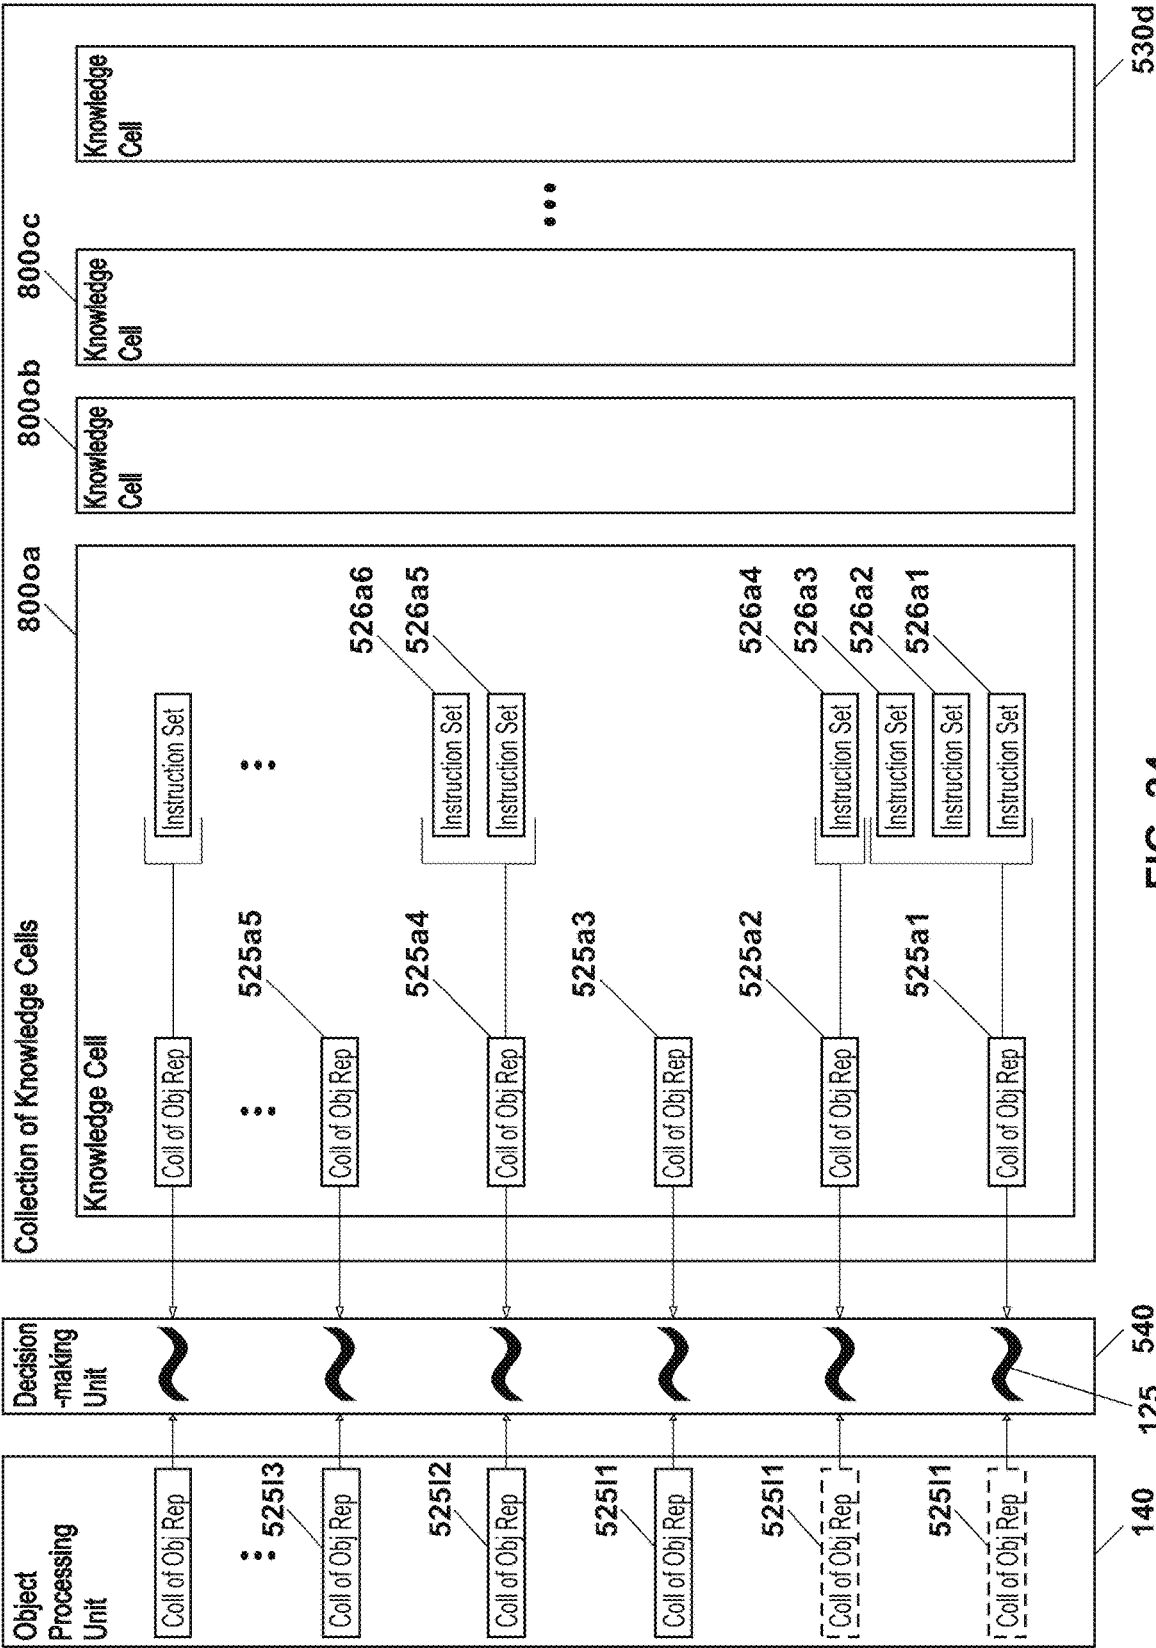 Object
Processing
Unit
Decision
-making
Unit
Collection of Knowledge Cells
800oa
800ob
800oc
Knowledge Cell
Knowledge
Cell
Knowledge
Cell
Knowledge
Cell
Coll of Obj Rep
Coll of Obj Rep
Instruction Set
...
...
...
...
525l3
525a5
Coll of Obj Rep
Coll of Obj Rep
525l2
525a4
526a6
526a5
Coll of Obj Rep
Coll of Obj Rep
Instruction Set
Instruction Set
525l1
525a3
Coll of Obj Rep
Coll of Obj Rep
525l1
525a2
526a4
526a3
526a2
526a1
Coll of Obj Rep
Coll of Obj Rep
Instruction Set
Instruction Set
Instruction Set
Instruction Set
525l1
525a1
Coll of Obj Rep
Coll of Obj Rep
140
125
540
530d
FIG.